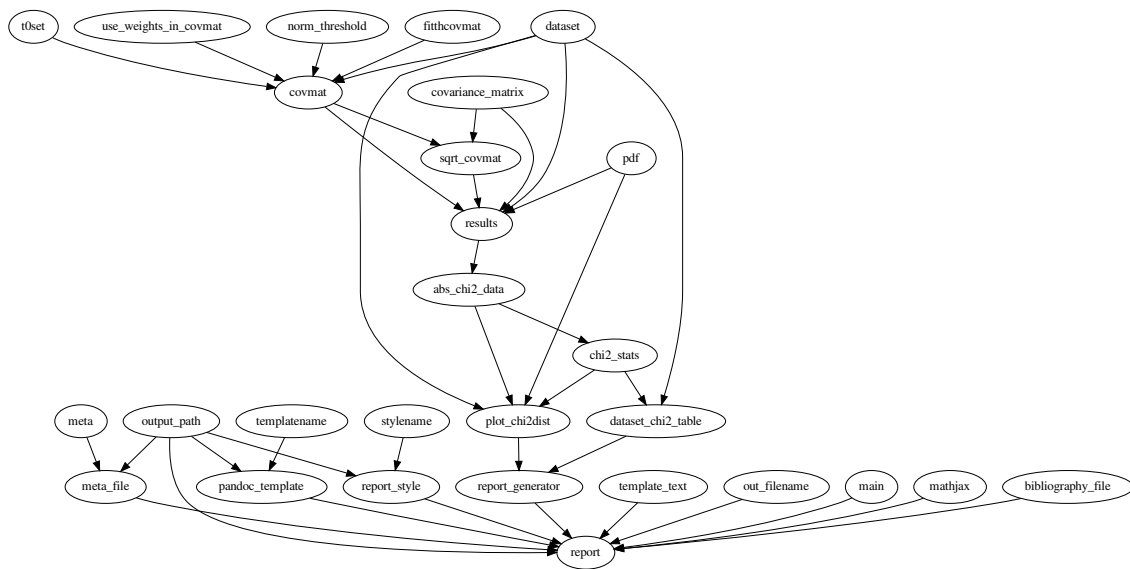 t0set
use_weights_in_covmat
norm_threshold
fitthcovmat
dataset
covmat
covariance_matrix
sqrt_covmat
pdf
results
abs_chi2_data
chi2_stats
meta
output_path
templatename
stylename
plot_chi2dist
dataset_chi2_table
meta_file
pandoc_template
report_style
report_generator
template_text
out_filename
main
mathjax
bibliography_file
report